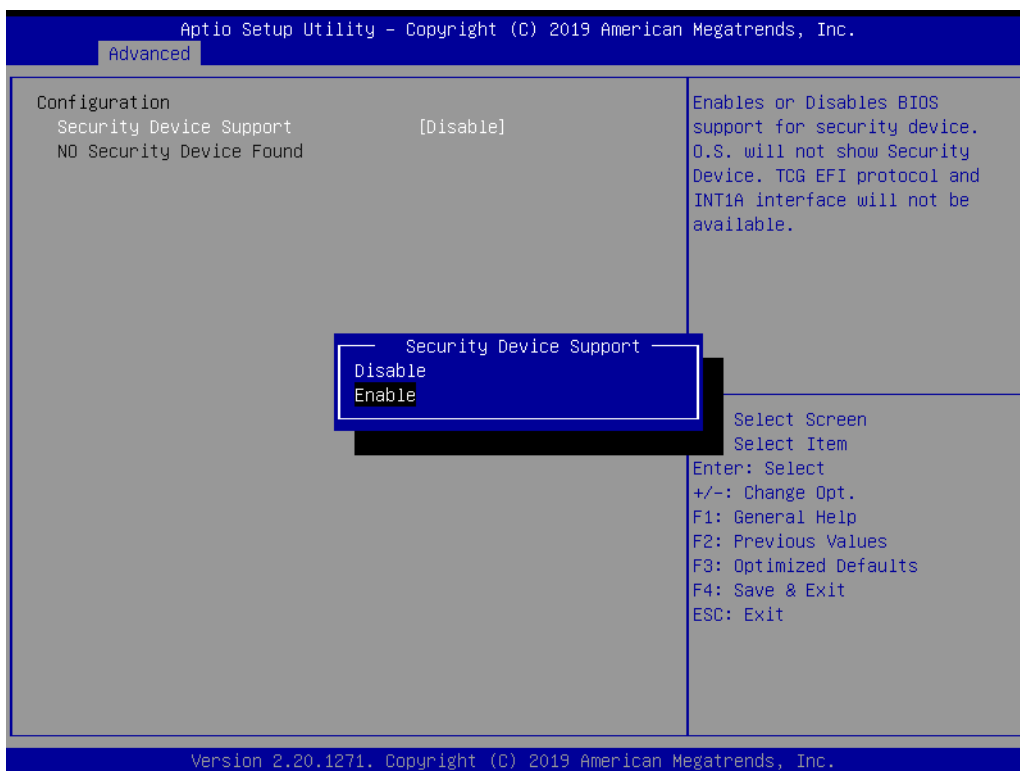 Aptio Setup Utility – Copyright (C) 2019 American Megatrends, Inc.
Advanced
Configuration
Security Device Support [Disable]
NO Security Device Found
Enables or Disables BIOS
support for security device.
O.S. will not show Security
Device. TCG EFI protocol and
INT1A interface will not be
available.
Security Device Support
Disable
Enable
Select Screen
Select Item
Enter: Select
+/-: Change Opt.
F1: General Help
F2: Previous Values
F3: Optimized Defaults
F4: Save & Exit
ESC: Exit
Version 2.20.1271. Copyright (C) 2019 American Megatrends, Inc.